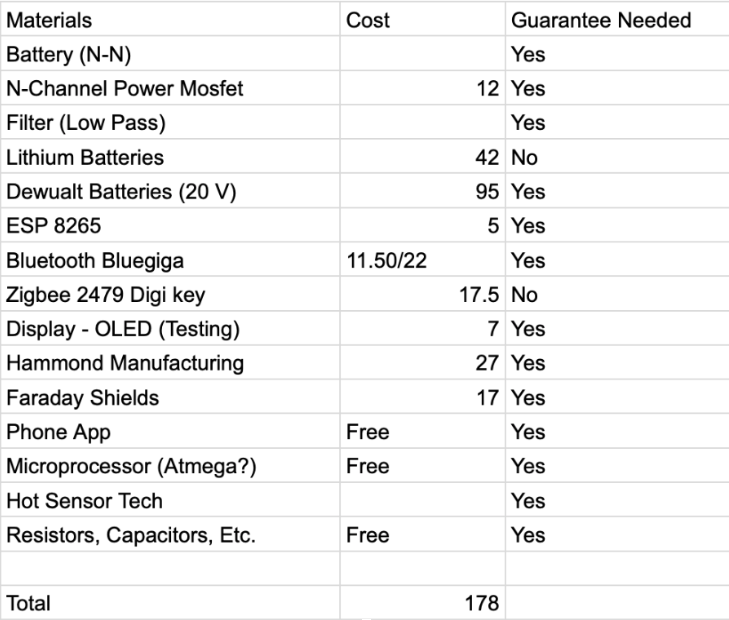 Materials Cost Guarantee Needed
Battery (N-N) Yes
N-Channel Power Mosfet 12 Yes
Filter (Low Pass) Yes
Lithium Batteries 42 No
Dewualt Batteries (20 V) 95 Yes
ESP 8265 5 Yes
Bluetooth Bluegiga 11.50/22 Yes
Zigbee 2479 Digi key 17.5 No
Display - OLED (Testing) 7 Yes
Hammond Manufacturing 27 Yes
Faraday Shields 17 Yes
Phone App Free Yes
Microprocessor (Atmega?) Free Yes
Hot Sensor Tech Yes
Resistors, Capacitors, Etc. Free Yes
Total 178